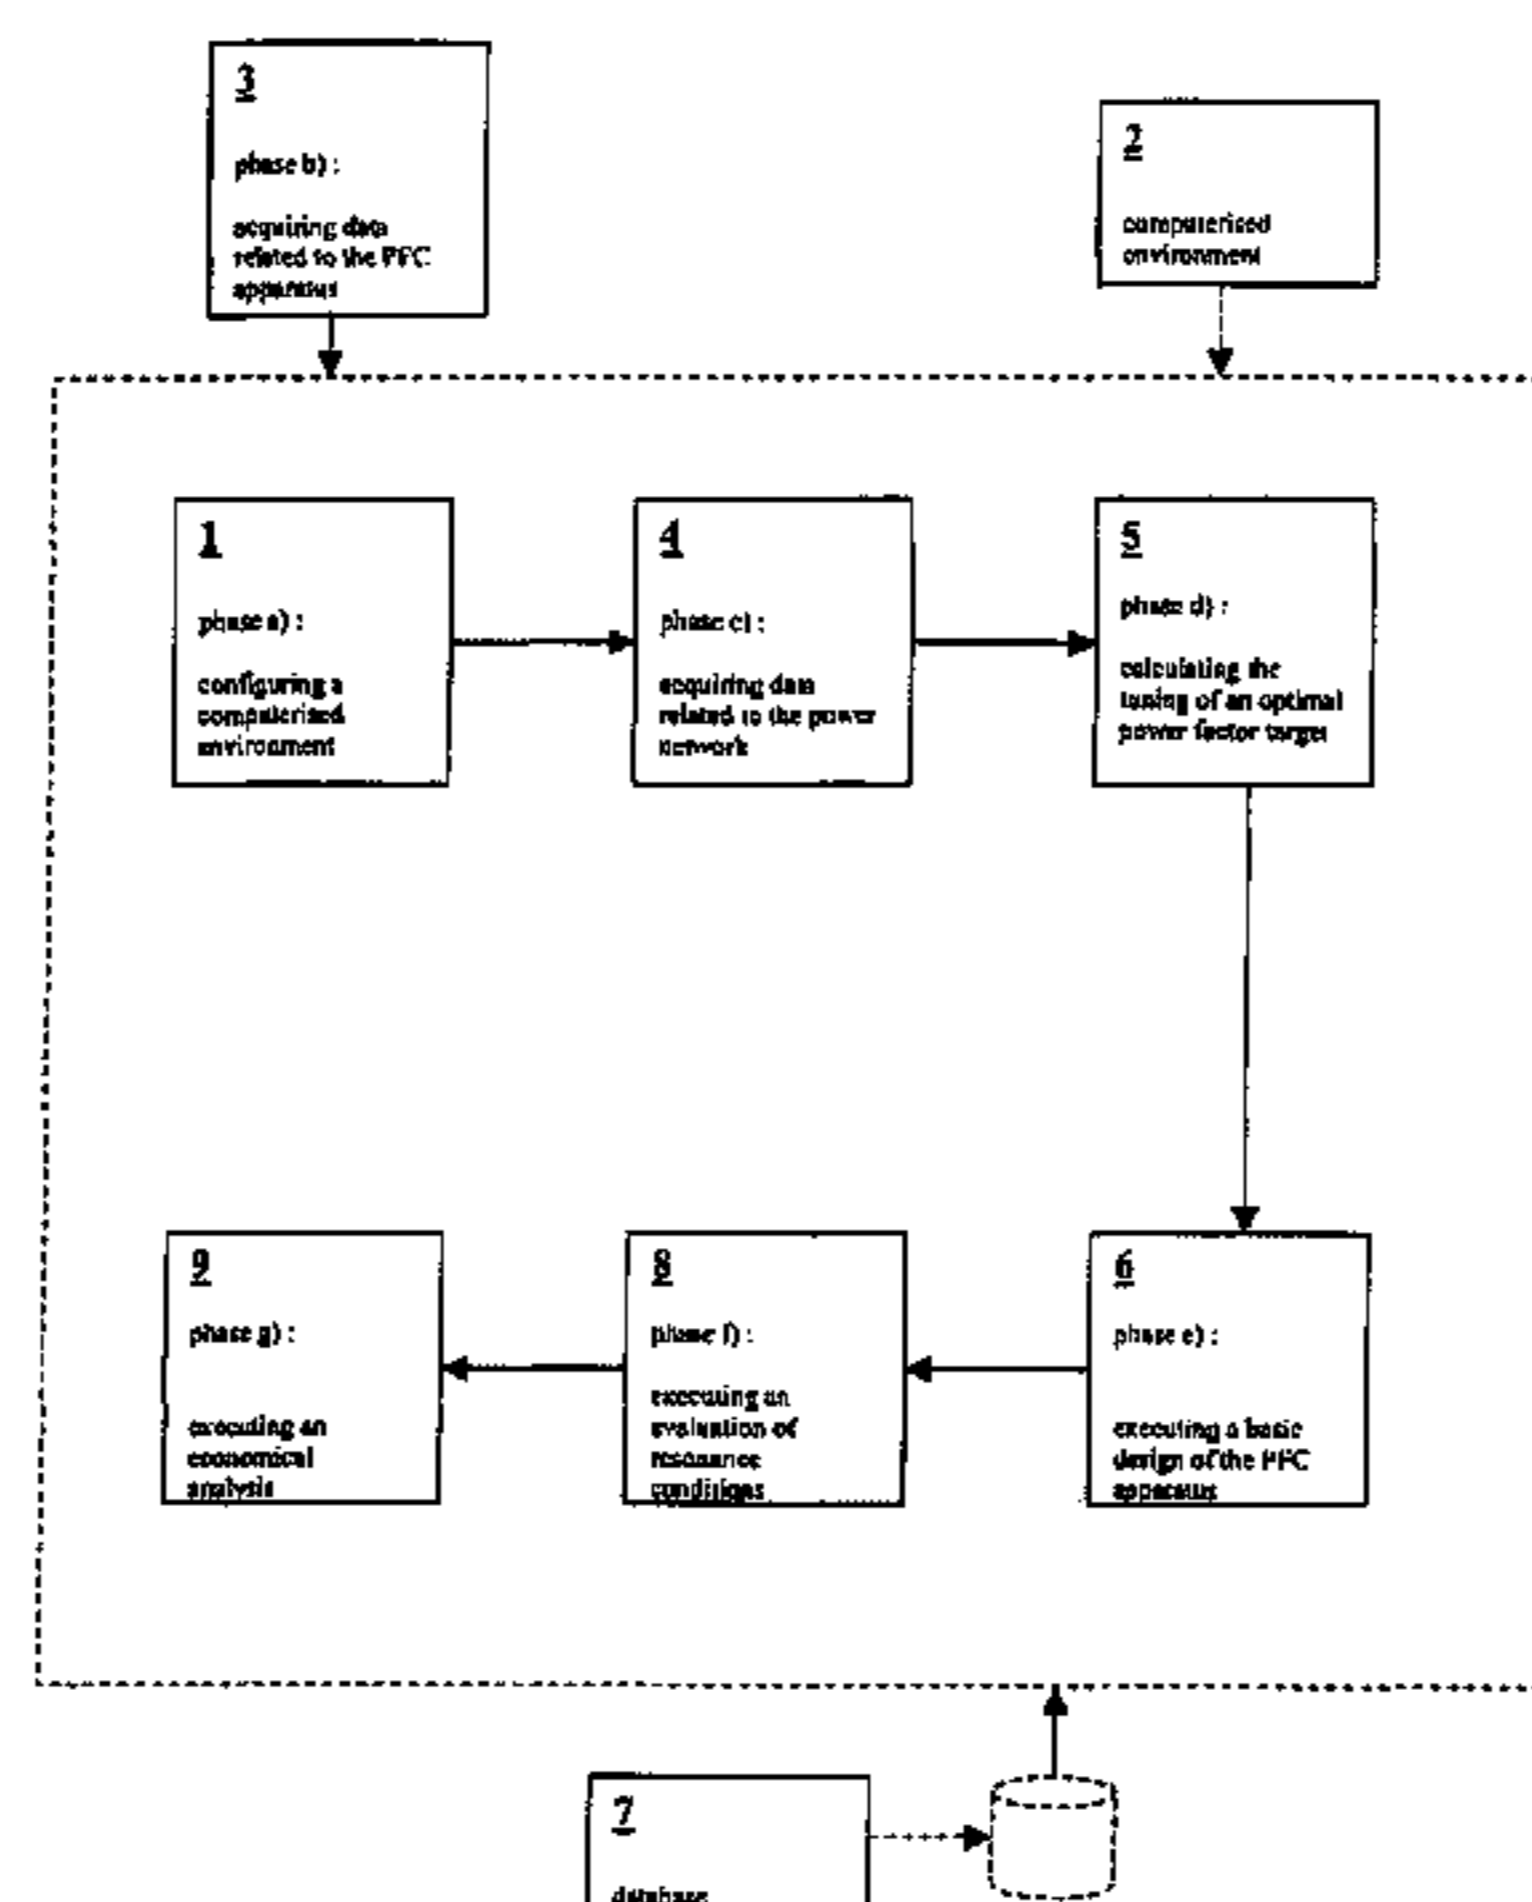 3
phase b) :
acquiring data
related to the PFC
apparatus
2
computerised
environment
1
phase a) :
configuring a
computerised
environment
4
phase c) :
acquiring data
related to the power
network
5
phase d) :
calculating the
tuning of an optimal
power factor target
9
phase g) :
executing an
economical
analysis
8
phase f) :
executing an
evaluation of
resonance
conditions
6
phase e) :
executing a basic
design of the PFC
apparatus
7
database